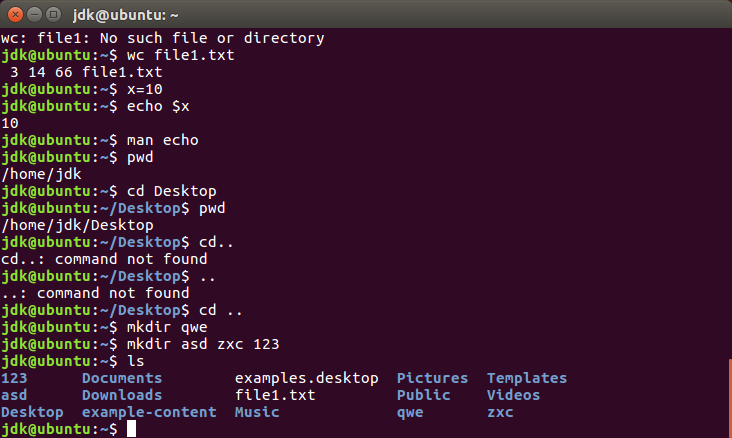 jdk@ubuntu: ~
wc: file1: No such file or directory
jdk@ubuntu:~$ wc file1.txt
 3 14 66 file1.txt
jdk@ubuntu:~$ x=10
jdk@ubuntu:~$ echo $x
10
jdk@ubuntu:~$ man echo
jdk@ubuntu:~$ pwd
/home/jdk
jdk@ubuntu:~$ cd Desktop
jdk@ubuntu:~/Desktop$ pwd
/home/jdk/Desktop
jdk@ubuntu:~/Desktop$ cd..
cd..: command not found
jdk@ubuntu:~/Desktop$ ..
..: command not found
jdk@ubuntu:~/Desktop$ cd ..
jdk@ubuntu:~$ mkdir qwe
jdk@ubuntu:~$ mkdir asd zxc 123
jdk@ubuntu:~$ ls
123      Documents        examples.desktop  Pictures  Templates
asd      Downloads        file1.txt         Public    Videos
Desktop  example-content  Music             qwe       zxc
jdk@ubuntu:~$